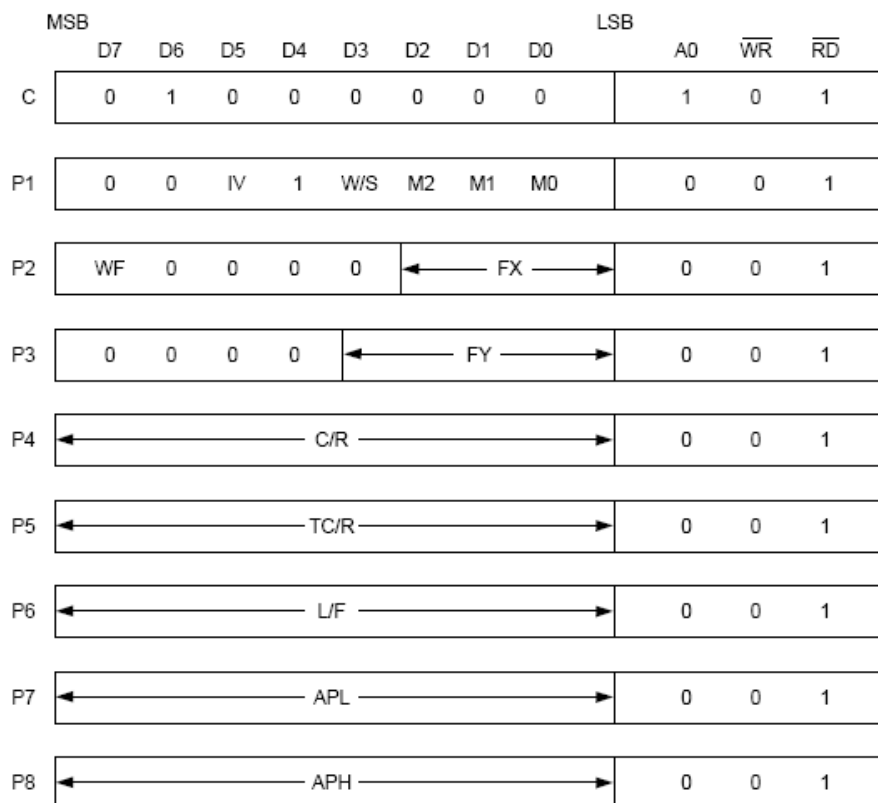 MSB LSB
D7 D6 D5 D4 D3 D2 D1 D0 A0 W̅R̅ R̅D̅
C 0 1 0 0 0 0 0 0 1 0 1
P1 0 0 IV 1 W/S M2 M1 M0 0 0 1
P2 WF 0 0 0 0 FX 0 0 1
P3 0 0 0 0 FY 0 0 1
P4 C/R 0 0 1
P5 TC/R 0 0 1
P6 L/F 0 0 1
P7 APL 0 0 1
P8 APH 0 0 1